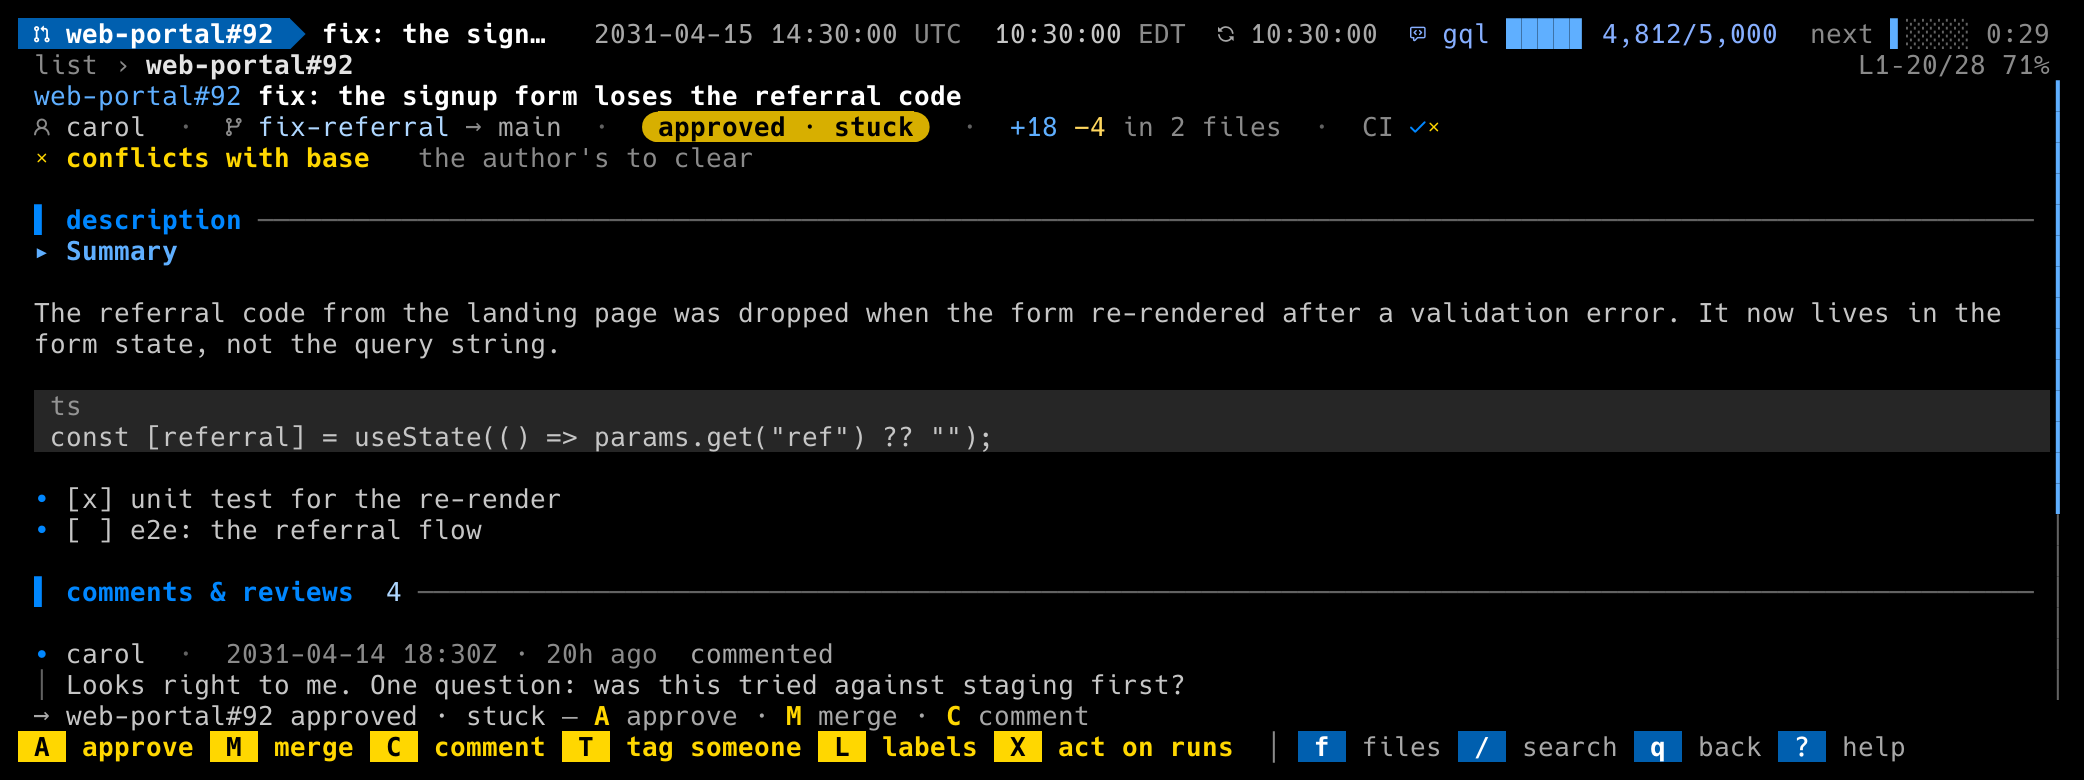 web-portal#92 fix: the sign… 2031-04-15 14:30:00 UTC 10:30:00 EDT 10:30:00 gql 4,812/5,000 next 0:29
list › web-portal#92 L1-20/28 71%
web-portal#92 fix: the signup form loses the referral code
carol · fix-referral → main · approved · stuck · +18 −4 in 2 files · CI ✓×
× conflicts with base the author's to clear
description
▸ Summary
The referral code from the landing page was dropped when the form re-rendered after a validation error. It now lives in the
form state, not the query string.
ts
const [referral] = useState(() => params.get("ref") ?? "");
• [x] unit test for the re-render
• [ ] e2e: the referral flow
comments & reviews 4
• carol · 2031-04-14 18:30Z · 20h ago commented
Looks right to me. One question: was this tried against staging first?
→ web-portal#92 approved · stuck — A approve · M merge · C comment
A approve M merge C comment T tag someone L labels X act on runs │ f files / search q back ? help